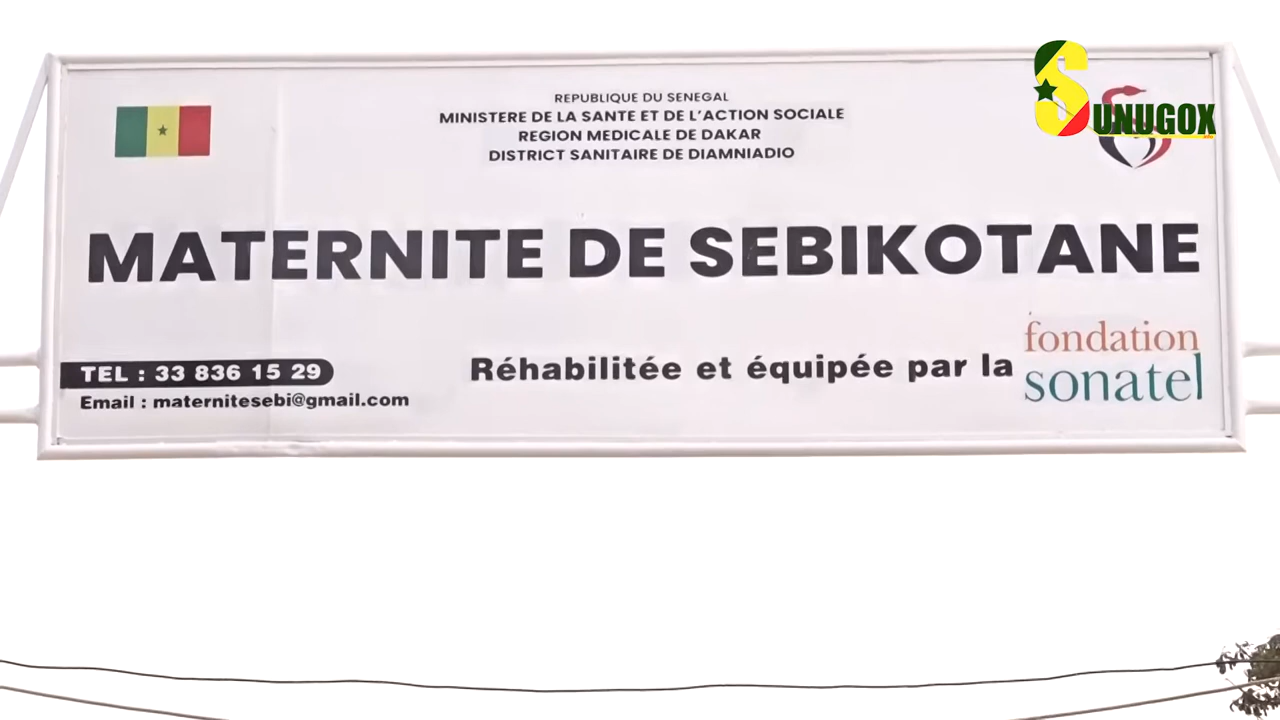 REPUBLIQUE DU SENEGAL
MINISTERE DE LA SANTE ET DE L'ACTION SOCIALE
REGION MEDICALE DE DAKAR
DISTRICT SANITAIRE DE DIAMNIADIO
SUNUGOX
MATERNITE DE SEBIKOTANE
TEL : 33 836 15 29
Email : maternitesebi@gmail.com
Réhabilitée et équipée par la
fondation
sonatel